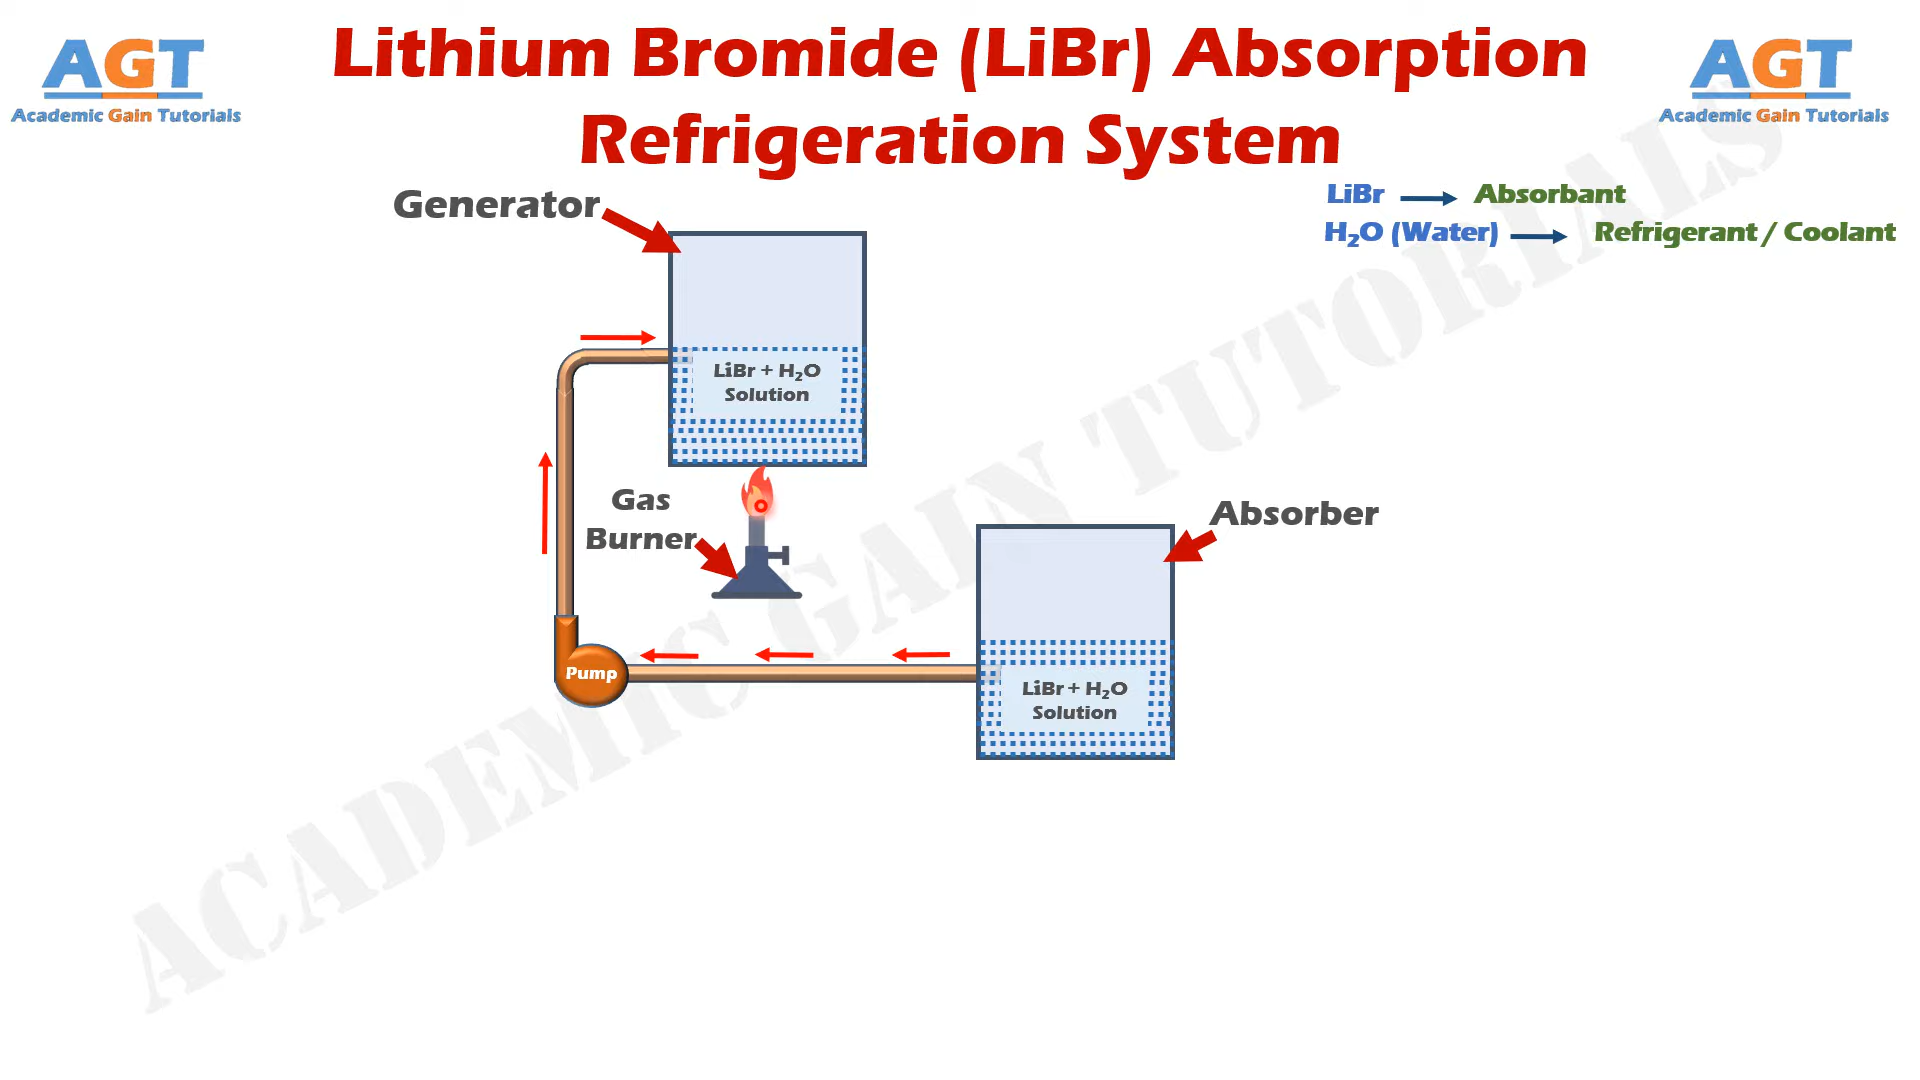 AGT
Academic Gain Tutorials
Lithium Bromide (LiBr) Absorption
Refrigeration System
AGT
Academic Gain Tutorials
LiBr → Absorbant
H₂O (Water) → Refrigerant / Coolant
Generator
LiBr + H₂O
Solution
Gas
Burner
Absorber
Pump
LiBr + H₂O
Solution
ACADEMIC GAIN TUTORIALS